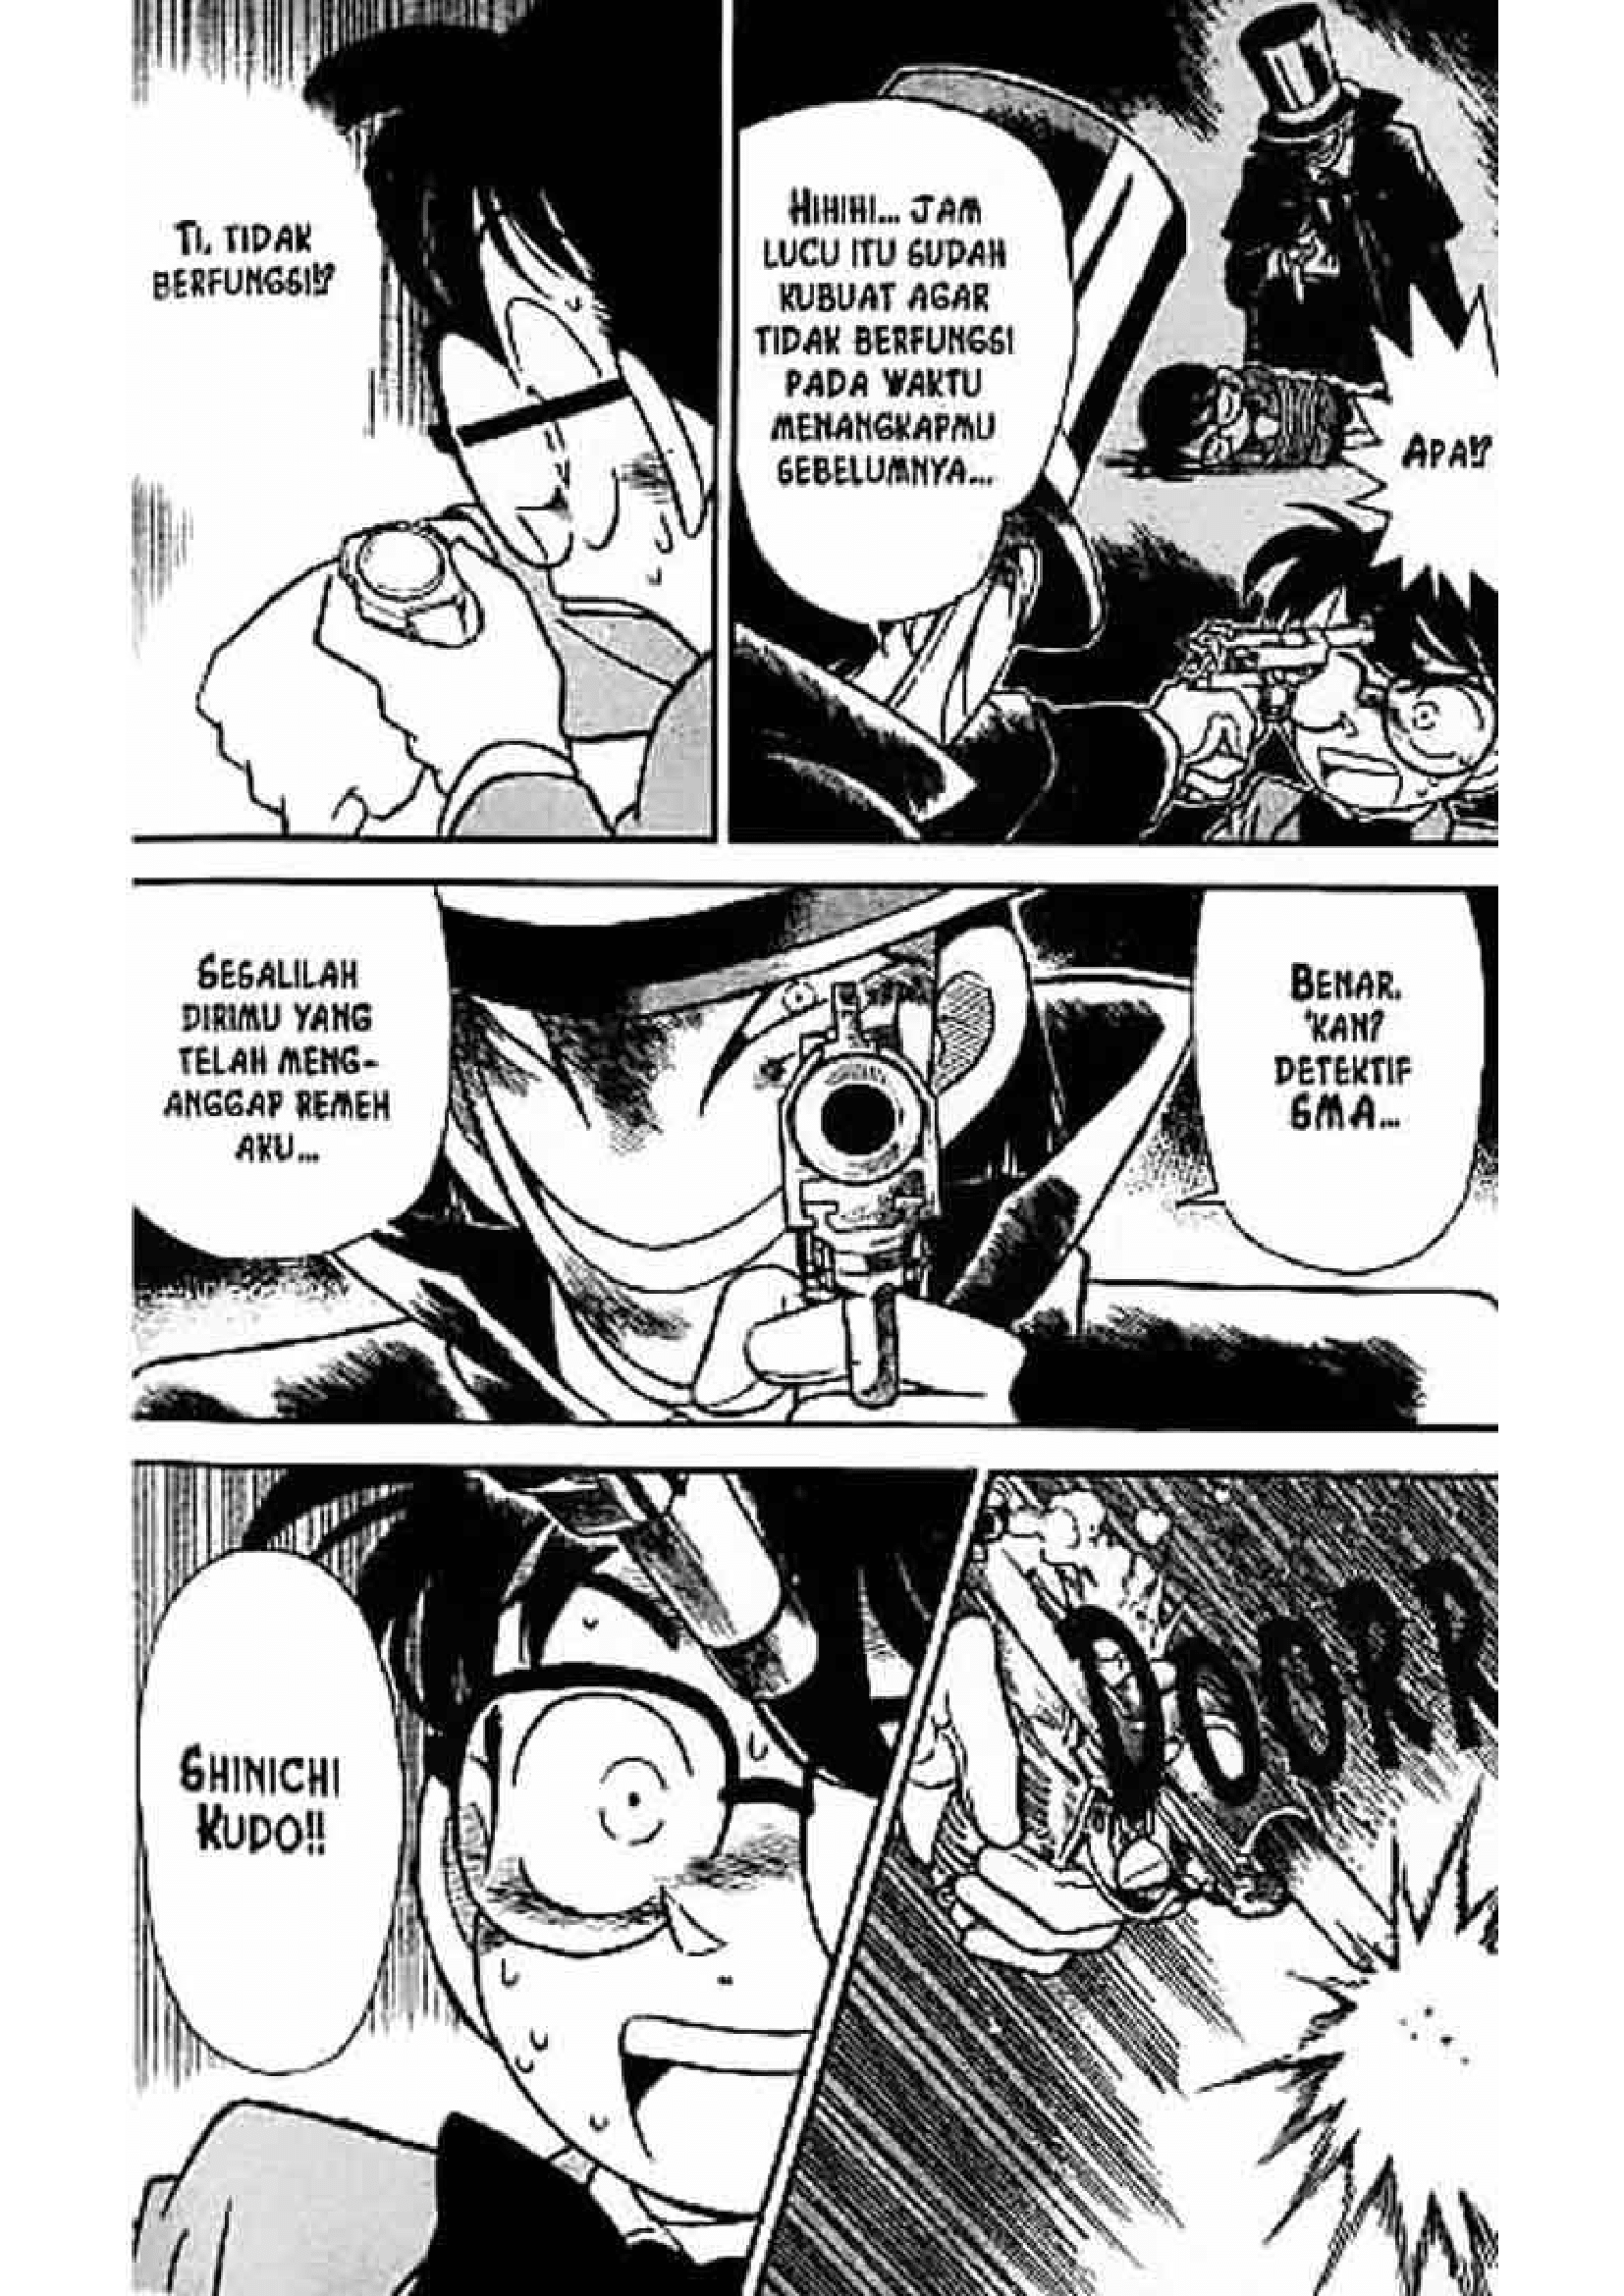 APA!?
HIHIHI... JAM
LUCU ITU SUDAH
KUBUAT AGAR
TIDAK BERFUNGSI
PADA WAKTU
MENANGKAPMU
SEBELUMNYA...
TI, TIDAK
BERFUNGSI!?
BENAR,
'KAN?
DETEKTIF
SMA...
SESALILAH
DIRIMU YANG
TELAH MENG-
ANGGAP REMEH
AKU...
DOORR
SHINICHI
KUDO!!